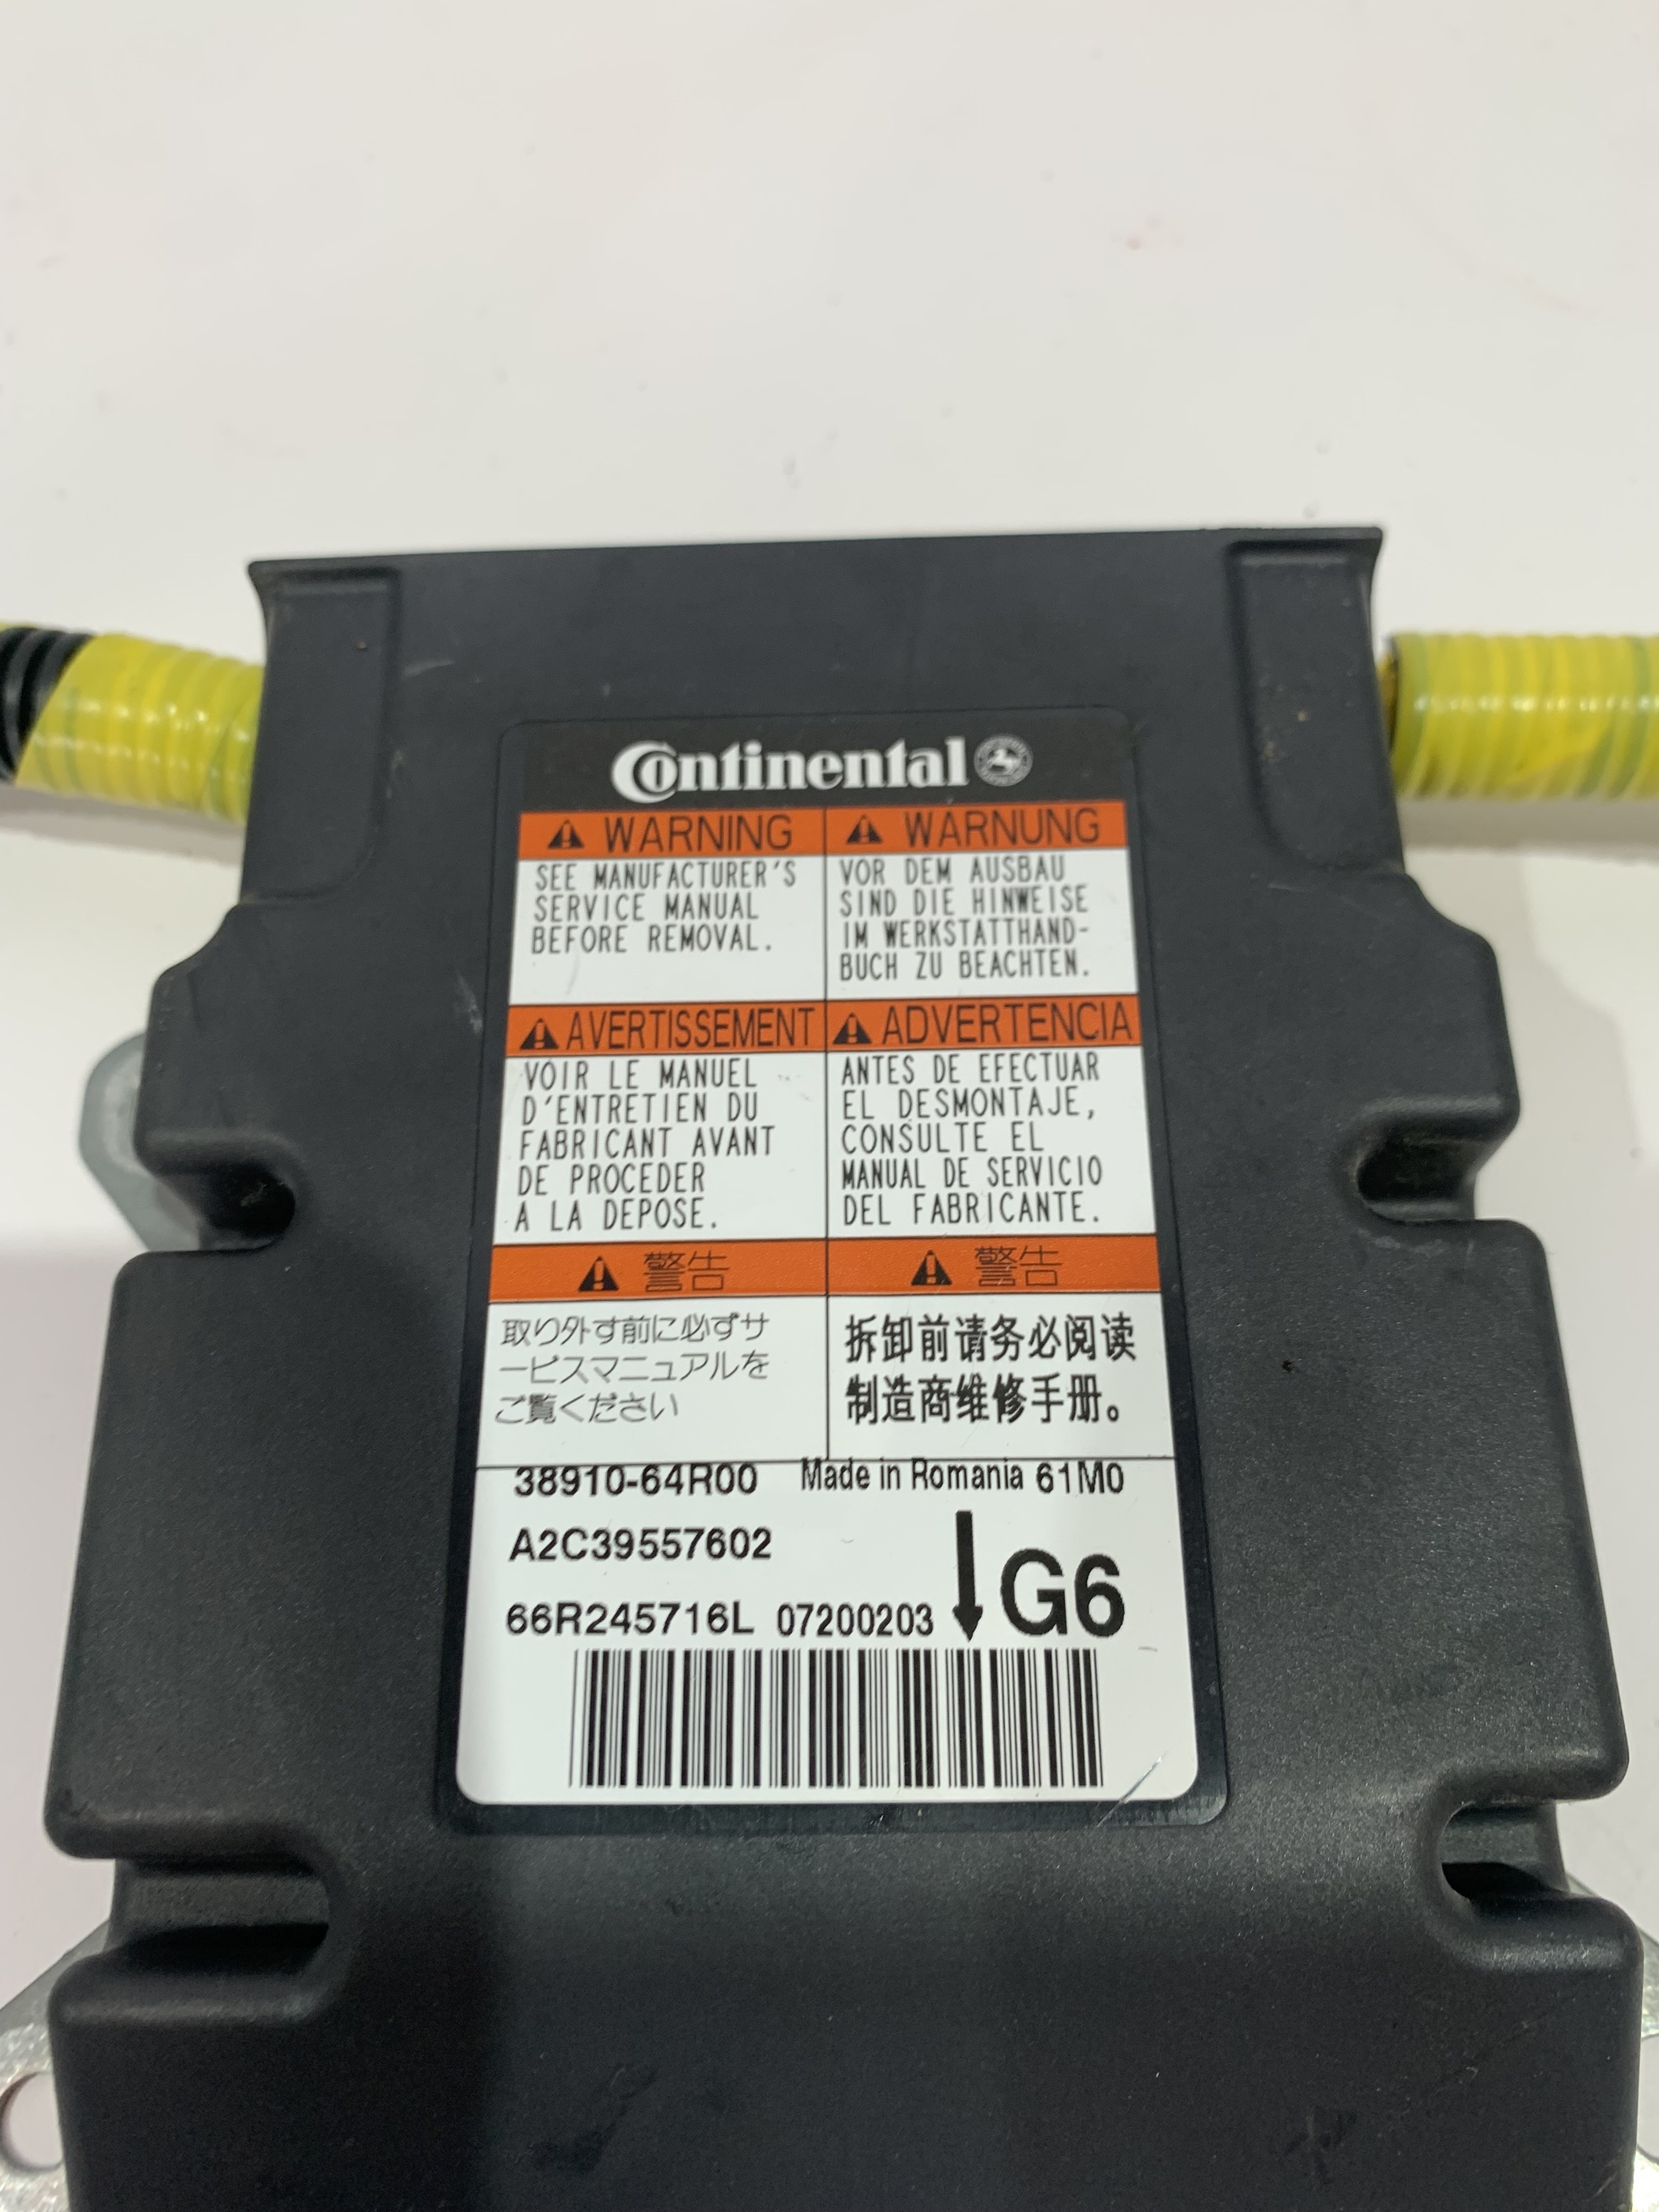 Continental
WARNING
SEE MANUFACTURER'S
SERVICE MANUAL
BEFORE REMOVAL.
WARNUNG
VOR DEM AUSBAU
SIND DIE HINWEISE
IM WERKSTATTHAND-
BUCH ZU BEACHTEN.
AVERTISSEMENT
VOIR LE MANUEL
D'ENTRETIEN DU
FABRICANT AVANT
DE PROCEDER
A LA DEPOSE.
ADVERTENCIA
ANTES DE EFECTUAR
EL DESMONTAJE,
CONSULTE EL
MANUAL DE SERVICIO
DEL FABRICANTE.
警告
取り外す前に必ずサ
ービスマニュアルを
ご覧ください
警告
拆卸前请务必阅读
制造商维修手册。
38910-64R00 Made in Romania 61M0
A2C39557602
66R245716L 07200203 G6